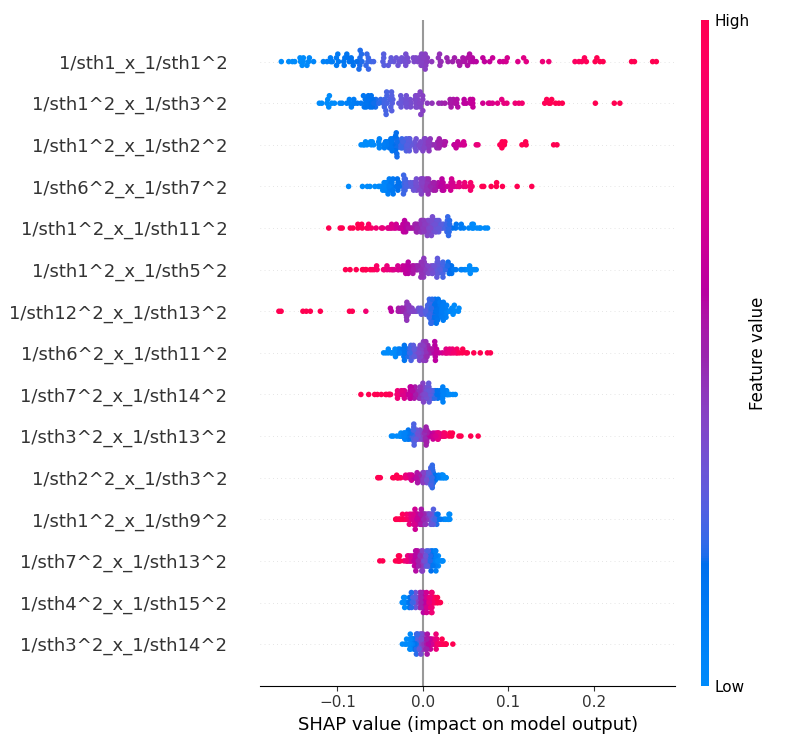 High
1/sth1_x_1/sth1^2
1/sth1^2_x_1/sth3^2
1/sth1^2_x_1/sth2^2
1/sth6^2_x_1/sth7^2
1/sth1^2_x_1/sth11^2
1/sth1^2_x_1/sth5^2
1/sth12^2_x_1/sth13^2
1/sth6^2_x_1/sth11^2
1/sth7^2_x_1/sth14^2
1/sth3^2_x_1/sth13^2
1/sth2^2_x_1/sth3^2
1/sth1^2_x_1/sth9^2
1/sth7^2_x_1/sth13^2
1/sth4^2_x_1/sth15^2
1/sth3^2_x_1/sth14^2
Feature value
Low
−0.1 0.0 0.1 0.2
SHAP value (impact on model output)